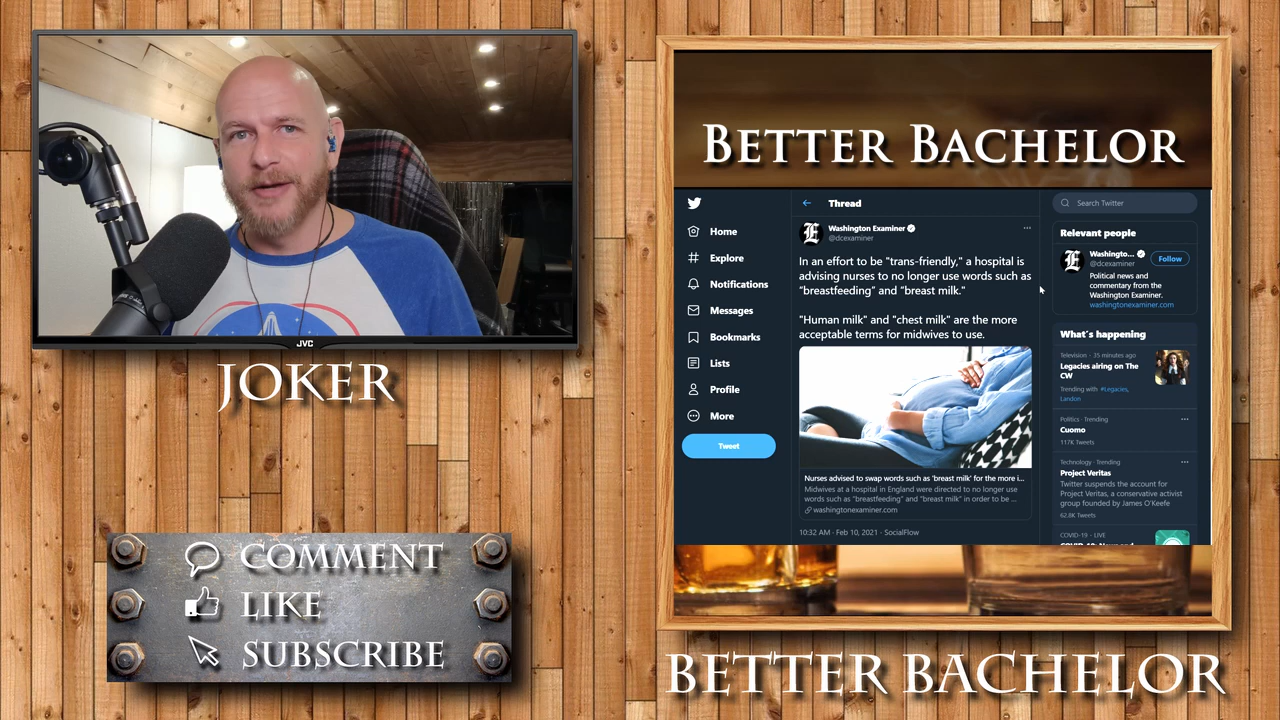 JVC
JOKER
COMMENT
LIKE
SUBSCRIBE
BETTER BACHELOR
Home
Explore
Notifications
Messages
Bookmarks
Lists
Profile
More
Tweet
Thread
Washington Examiner
@dcexaminer
In an effort to be "trans-friendly," a hospital is
advising nurses to no longer use words such as
"breastfeeding" and "breast milk."
"Human milk" and "chest milk" are the more
acceptable terms for midwives to use.
Nurses advised to swap words such as 'breast milk' for the more i...
Midwives at a hospital in England were directed to no longer use
words such as "breastfeeding" and "breast milk" in order to be ...
washingtonexaminer.com
10:32 AM · Feb 10, 2021 · SocialFlow
Search Twitter
Relevant people
Washingto...
@dcexaminer
Follow
Political news and
commentary from the
Washington Examiner.
washingtonexaminer.com
What's happening
Television · 35 minutes ago
Legacies airing on The
CW
Trending with #Legacies,
Landon
Politics · Trending
Cuomo
117K Tweets
Technology · Trending
Project Veritas
Twitter suspends the account for
Project Veritas, a conservative activist
group founded by James O'Keefe
62.8K Tweets
COVID-19 · LIVE
BETTER BACHELOR